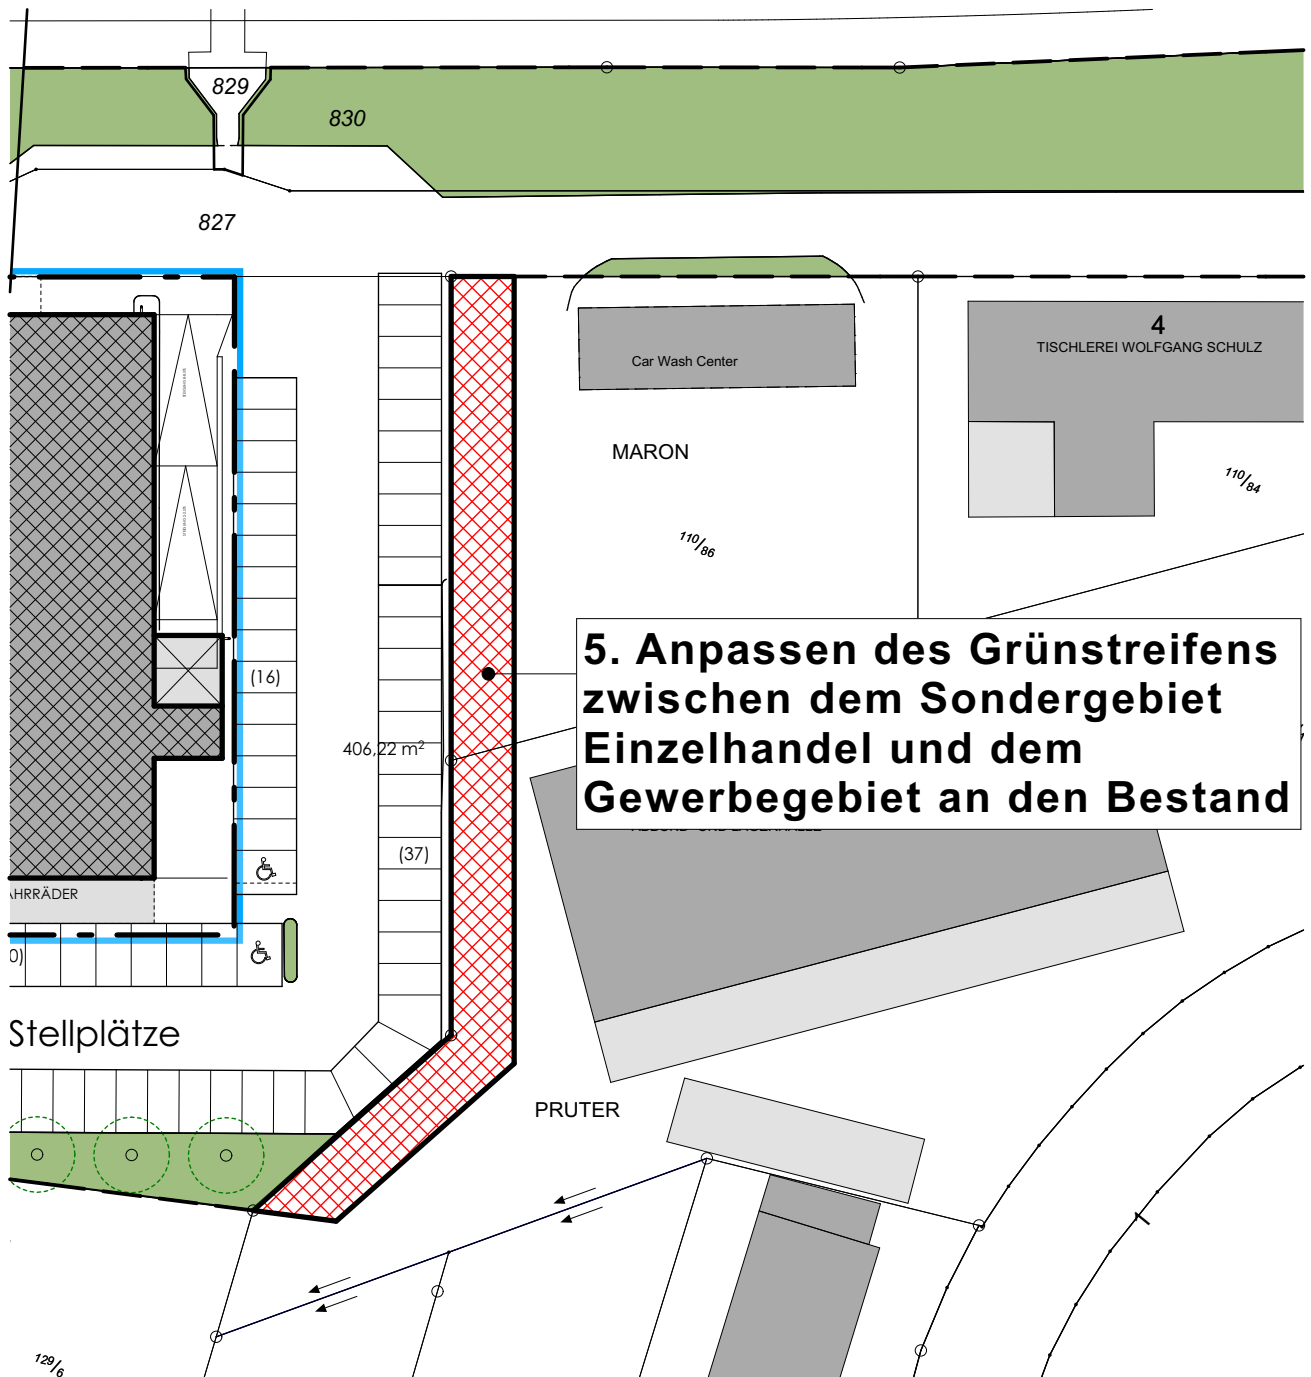 829
830
827
4
TISCHLEREI WOLFGANG SCHULZ
Car Wash Center
MARON
110/84
110/86
5. Anpassen des Grünstreifens
zwischen dem Sondergebiet
Einzelhandel und dem
Gewerbegebiet an den Bestand
(16)
406,22 m²
(37)
AHRRÄDER
0)
Stellplätze
PRUTER
129/6